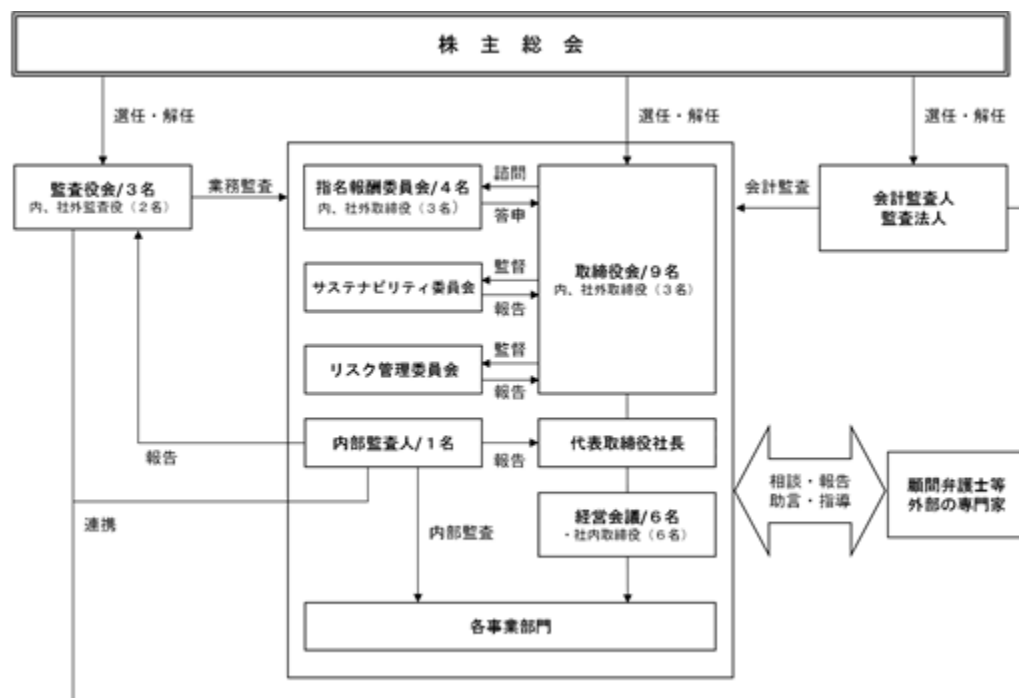 株 主 総 会
選任・解任
選任・解任
選任・解任
監査役会/3名
内、社外監査役（2名）
業務監査
指名報酬委員会/4名
内、社外取締役（3名）
諮問
答申
取締役会/9名
内、社外取締役（3名）
会計監査
会計監査人
監査法人
サステナビリティ委員会
監督
報告
リスク管理委員会
監督
報告
内部監査人/1名
報告
報告
代表取締役社長
連携
内部監査
経営会議/6名
・社内取締役（6名）
相談・報告
助言・指導
顧問弁護士等
外部の専門家
各事業部門